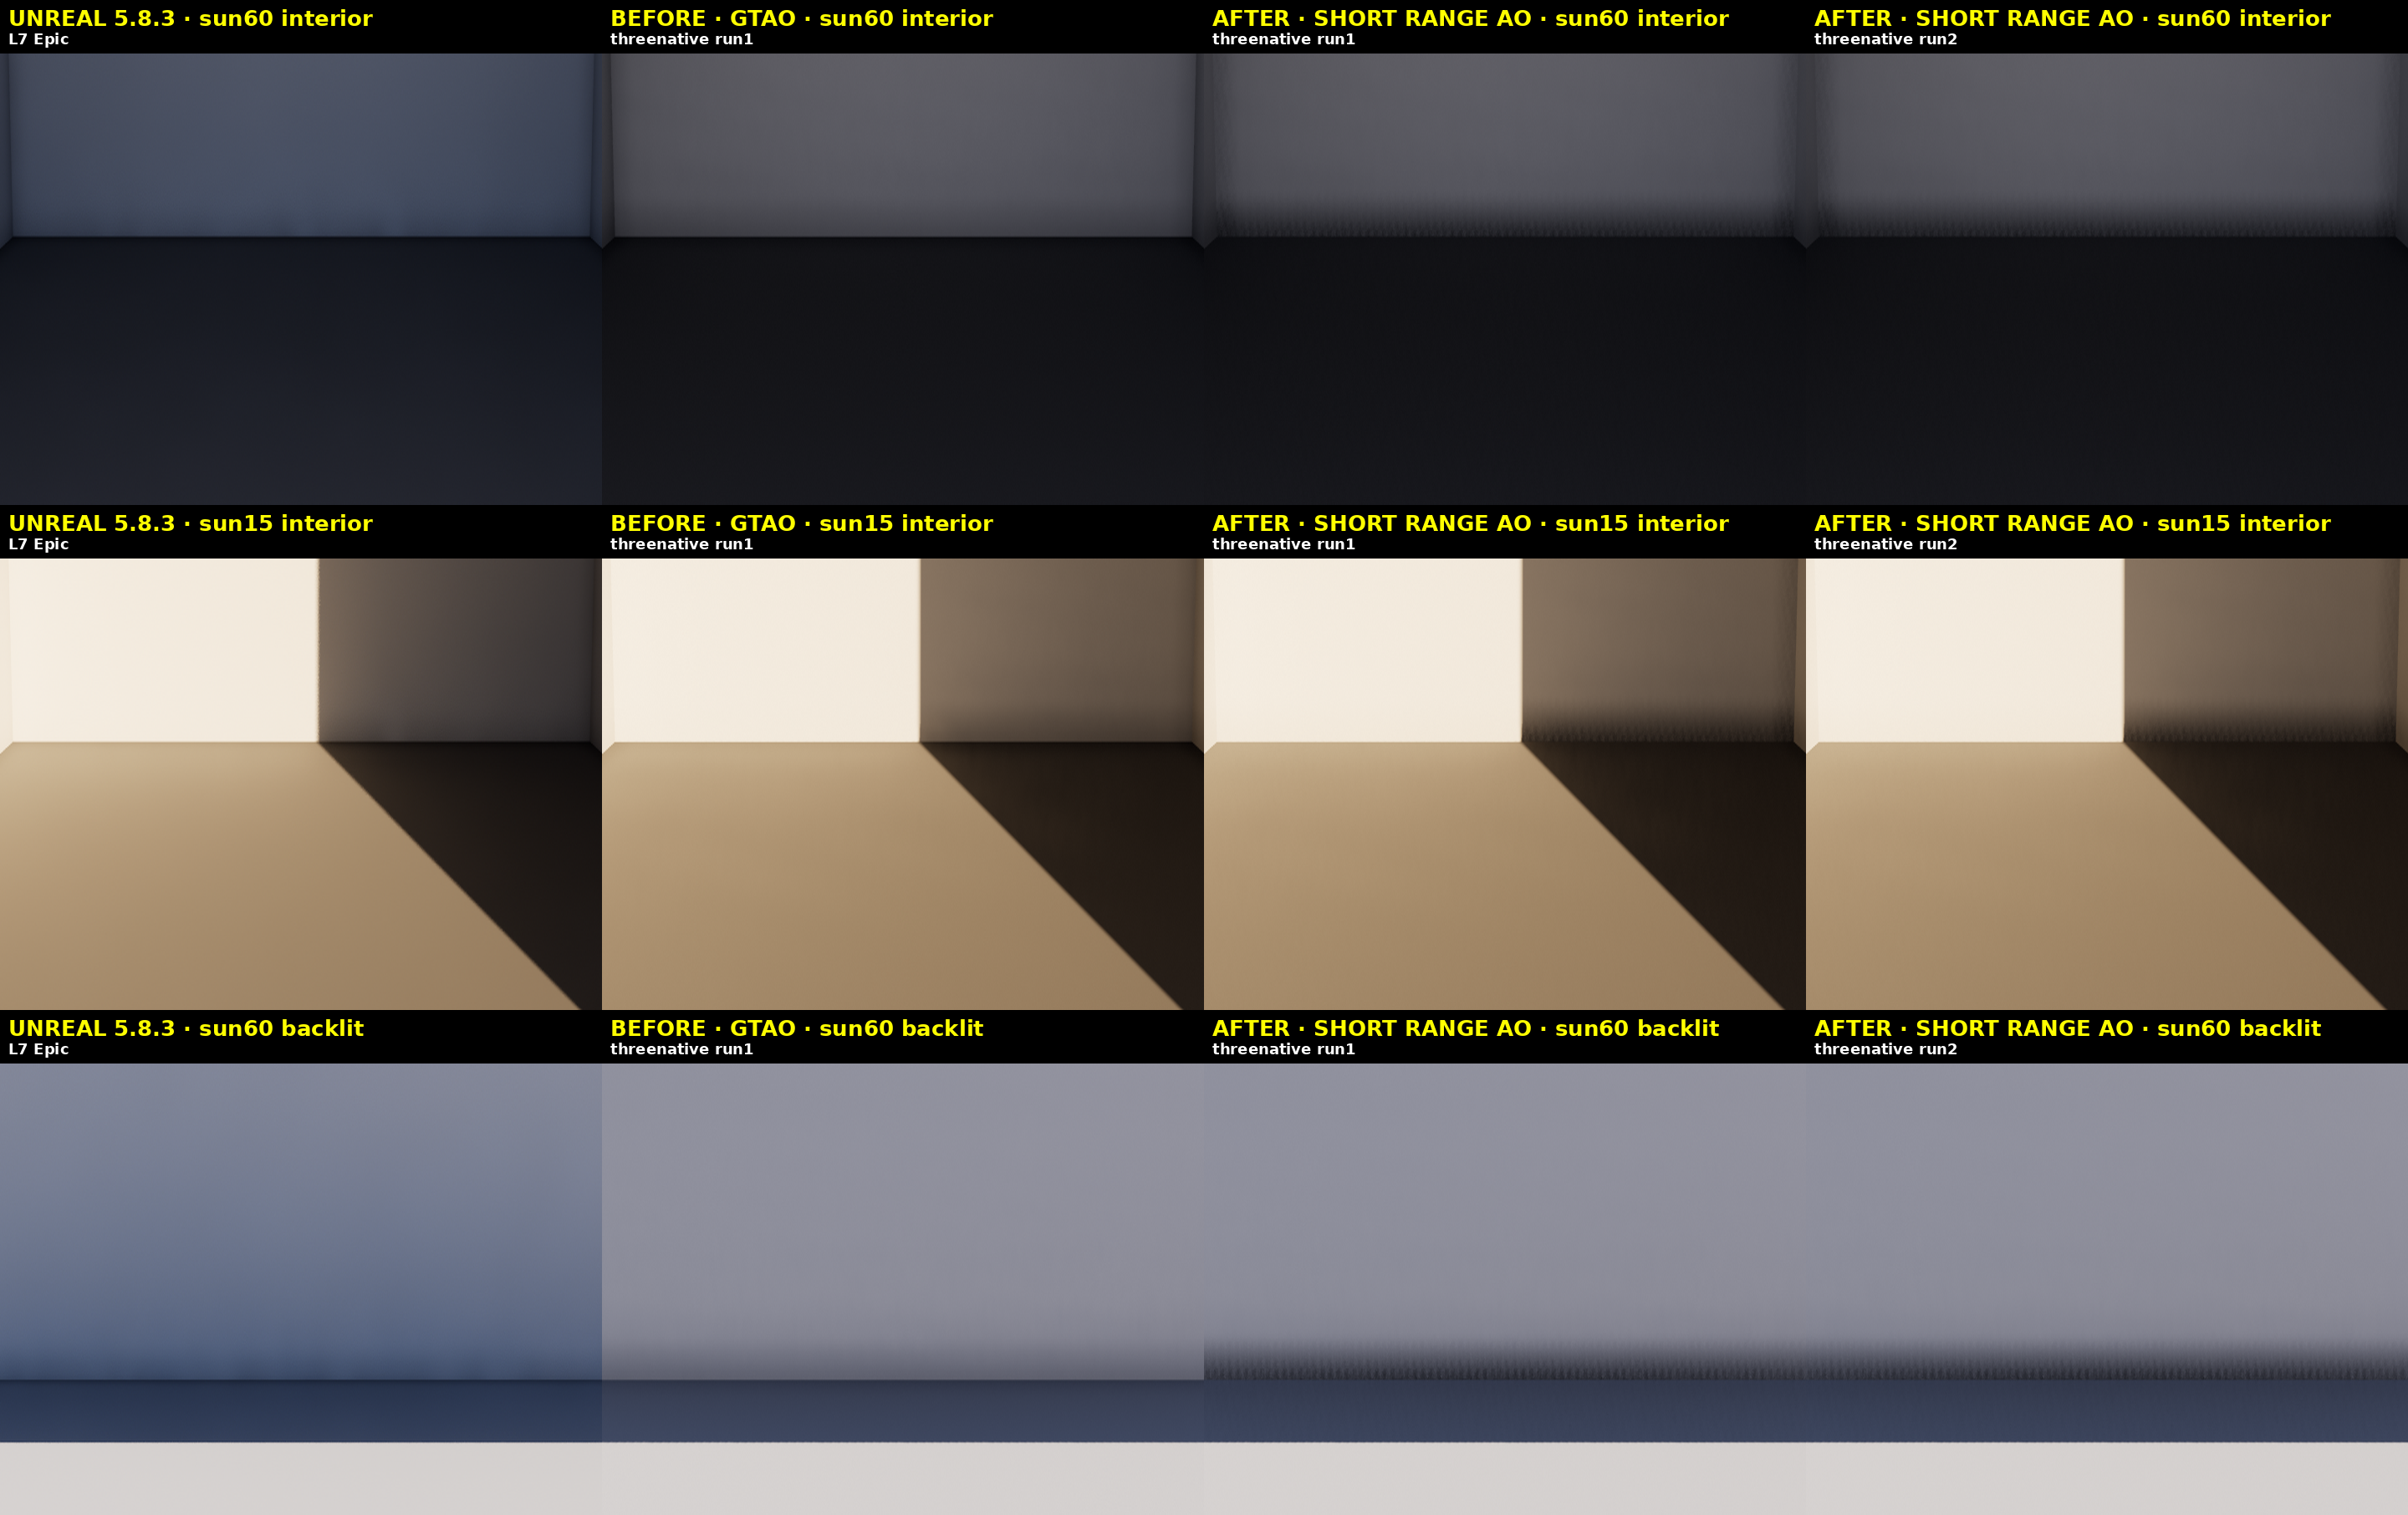 UNREAL 5.8.3 · sun60 interior
L7 Epic
BEFORE · GTAO · sun60 interior
threenative run1
AFTER · SHORT RANGE AO · sun60 interior
threenative run1
AFTER · SHORT RANGE AO · sun60 interior
threenative run2
UNREAL 5.8.3 · sun15 interior
L7 Epic
BEFORE · GTAO · sun15 interior
threenative run1
AFTER · SHORT RANGE AO · sun15 interior
threenative run1
AFTER · SHORT RANGE AO · sun15 interior
threenative run2
UNREAL 5.8.3 · sun60 backlit
L7 Epic
BEFORE · GTAO · sun60 backlit
threenative run1
AFTER · SHORT RANGE AO · sun60 backlit
threenative run1
AFTER · SHORT RANGE AO · sun60 backlit
threenative run2